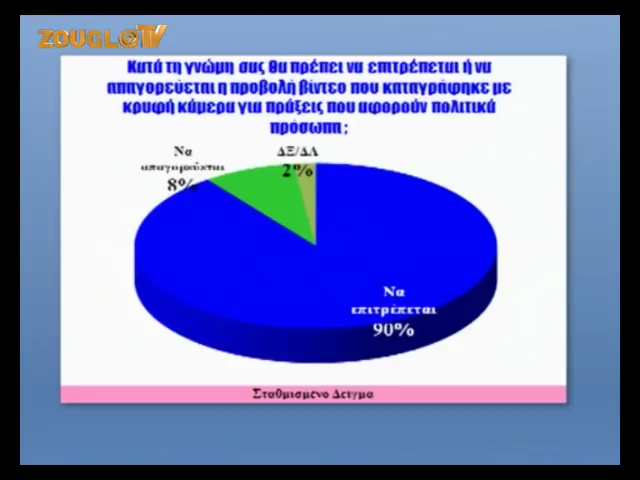 ZOUGL@TV
Κατά τη γνώμη σας θα πρέπει να επιτρέπεται ή να
απαγορεύεται η προβολή βίντεο που καταγράφηκε με
κρυφή κάμερα για πράξεις που αφορούν πολιτικά
πρόσωπα ;
Να
απαγορεύεται
8%
ΔΞ/ΔΑ
2%
Να
επιτρέπεται
90%
Σταθμισμένο Δείγμα